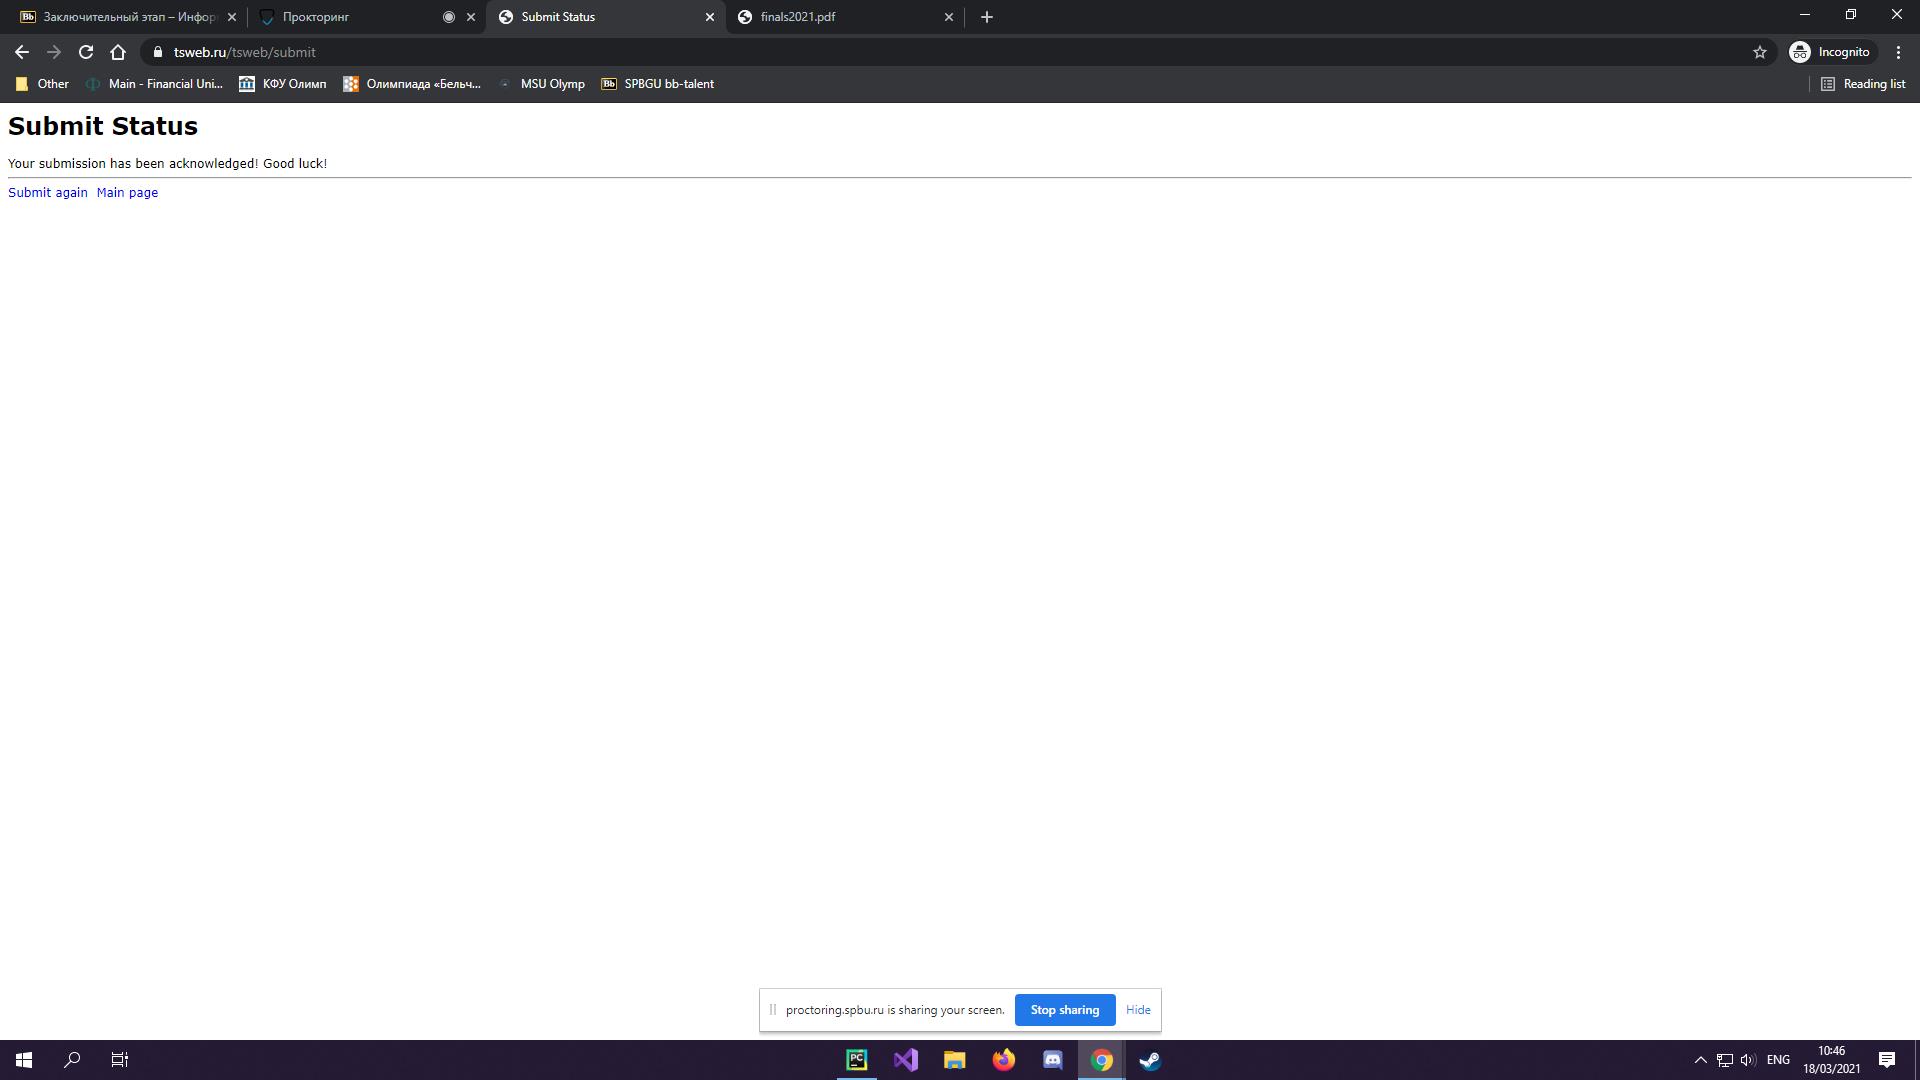 Bb Заключительный этап – Инфор
Прокторинг
Submit Status
finals2021.pdf
tsweb.ru/tsweb/submit
Incognito
Other
Main - Financial Uni...
КФУ Олимп
Олимпиада «Бельч...
MSU Olymp
Bb SPBGU bb-talent
Reading list
Submit Status
Your submission has been acknowledged! Good luck!
Submit again Main page
proctoring.spbu.ru is sharing your screen. Stop sharing Hide
PC
ENG
10:46
18/03/2021